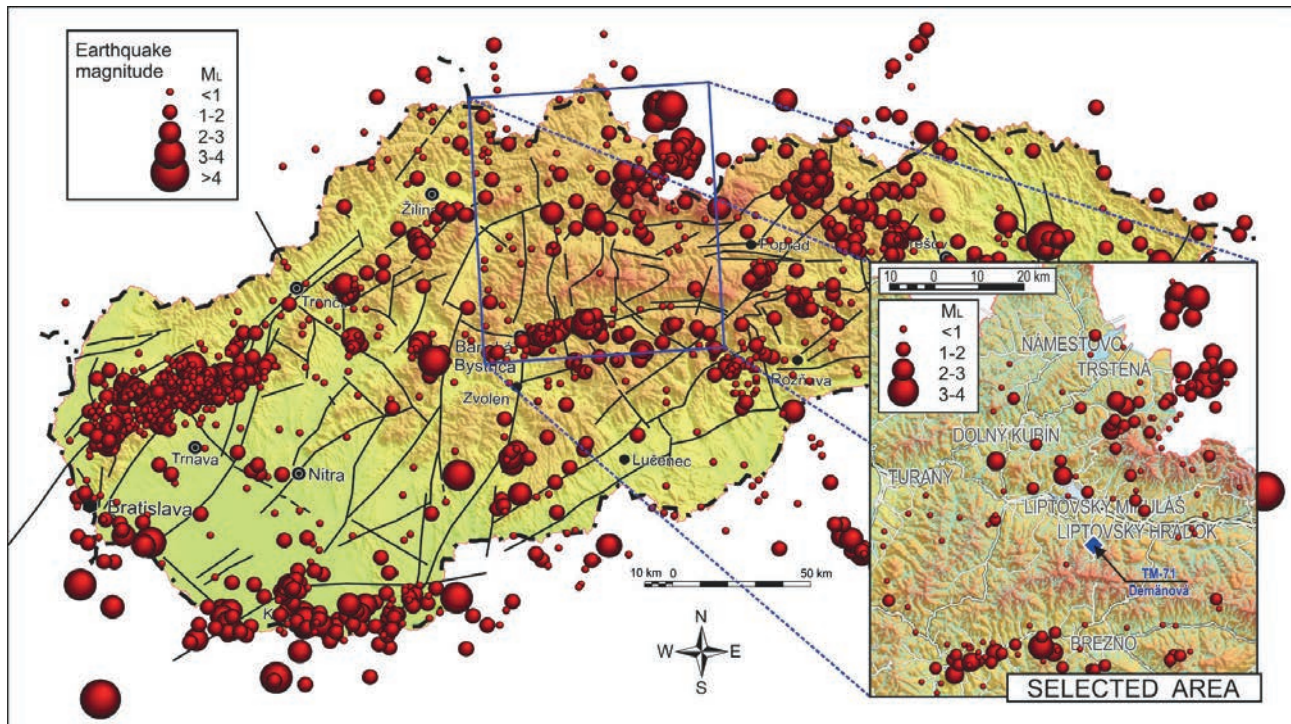 Earthquake
magnitude
ML
<1
1-2
2-3
3-4
>4
Žilina
Poprad
Trenč
Banská
Bystrica
Zvolen
Rožňava
Trnava
Nitra
Lučenec
Bratislava
10 km 0 50 km
N
W E
S
10 0 10 20 km
ML
<1
1-2
2-3
3-4
NÁMESTOVO
TRSTENÁ
DOLNÝ KUBÍN
TURANY
LIPTOVSKÝ MIKULÁŠ
LIPTOVSKÝ HRÁDOK
TM-71
Demänová
BREZNO
SELECTED AREA